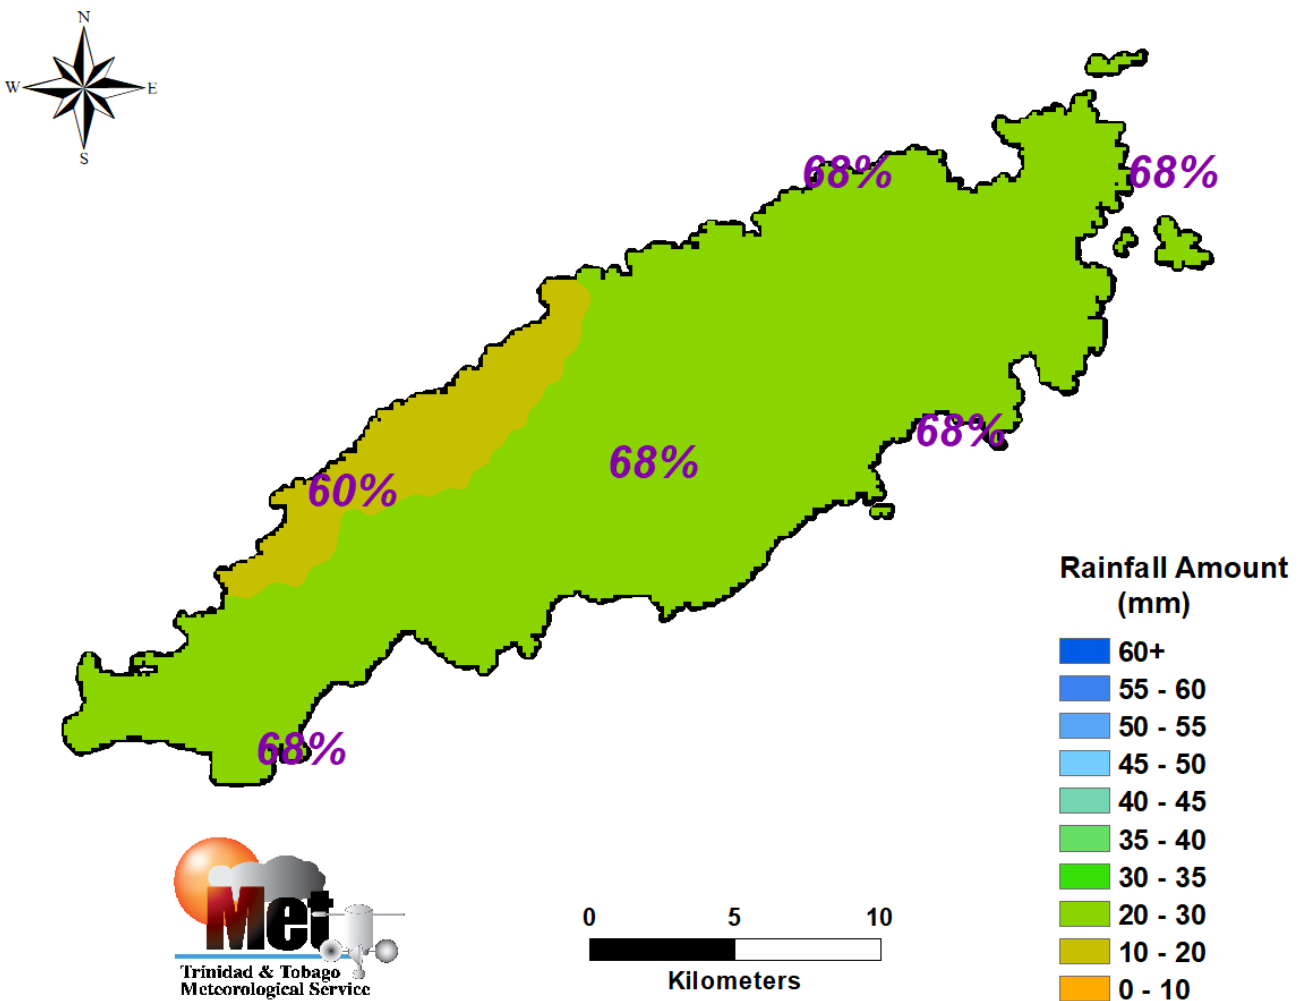 N
W
E
S
68%
68%
68%
68%
60%
68%
Rainfall Amount
(mm)
60+
55 - 60
50 - 55
45 - 50
40 - 45
35 - 40
30 - 35
20 - 30
10 - 20
0 - 10
Met
Trinidad & Tobago
Meteorological Service
0 5 10
Kilometers